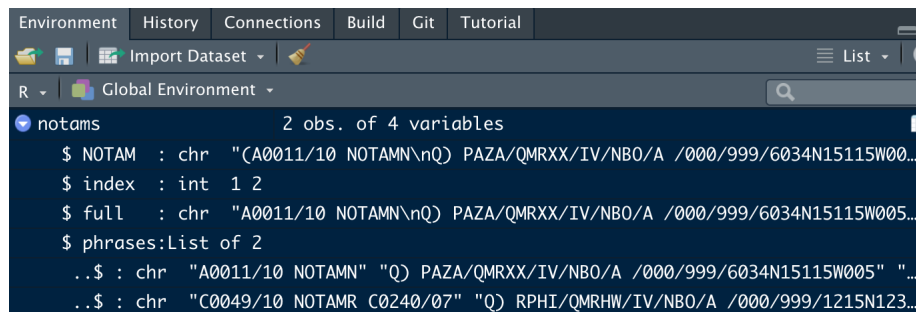 Environment History Connections Build Git Tutorial
Import Dataset List
R Global Environment
notams 2 obs. of 4 variables
$ NOTAM : chr "(A0011/10 NOTAMN\nQ) PAZA/QMRXX/IV/NBO/A /000/999/6034N15115W00…
$ index : int 1 2
$ full : chr "A0011/10 NOTAMN\nQ) PAZA/QMRXX/IV/NBO/A /000/999/6034N15115W005…
$ phrases:List of 2
..$ : chr "A0011/10 NOTAMN" "Q) PAZA/QMRXX/IV/NBO/A /000/999/6034N15115W005" "…
..$ : chr "C0049/10 NOTAMR C0240/07" "Q) RPHI/QMRHW/IV/NBO/A /000/999/1215N123…